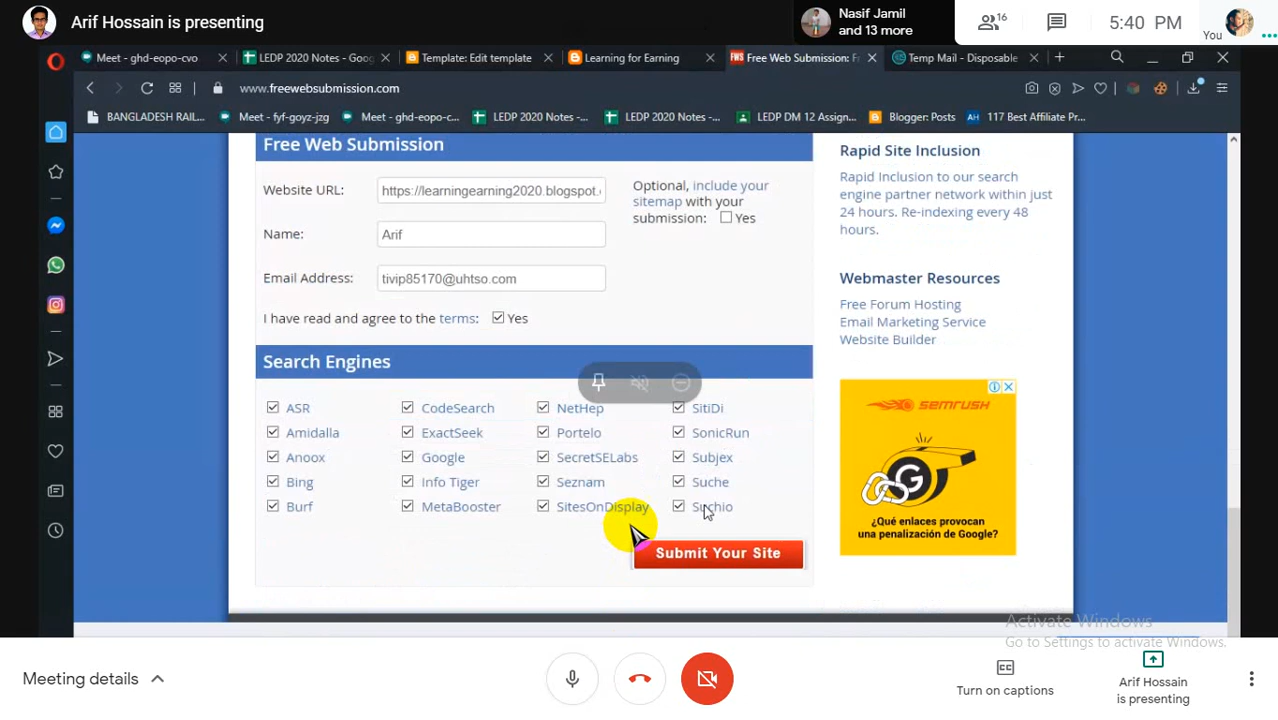 Arif Hossain is presenting
Nasif Jamil
and 13 more
16
5:40 PM
You
Meet - ghd-eopo-cvo
LEDP 2020 Notes - Goog
Template: Edit template
Learning for Earning
FWS Free Web Submission: Fr
Temp Mail - Disposable
www.freewebsubmission.com
BANGLADESH RAIL...
Meet - fyf-goyz-jzg
Meet - ghd-eopo-c...
LEDP 2020 Notes -...
LEDP 2020 Notes -...
LEDP DM 12 Assign...
Blogger: Posts
AH 117 Best Affiliate Pr...
Free Web Submission
Website URL: https://learningearning2020.blogspot.
Optional, include your
sitemap with your
submission: Yes
Name: Arif
Email Address: tivip85170@uhtso.com
I have read and agree to the terms: Yes
Search Engines
ASR CodeSearch NetHep SitiDi
Amidalla ExactSeek Portelo SonicRun
Anoox Google SecretSELabs Subjex
Bing Info Tiger Seznam Suche
Burf MetaBooster SitesOnDisplay Suchio
Submit Your Site
Rapid Site Inclusion
Rapid Inclusion to our search
engine partner network within just
24 hours. Re-indexing every 48
hours.
Webmaster Resources
Free Forum Hosting
Email Marketing Service
Website Builder
SEMRUSH
G
¿Qué enlaces provocan
una penalización de Google?
Activate Windows
Go to Settings to activate Windows.
Meeting details
Turn on captions
Arif Hossain
is presenting